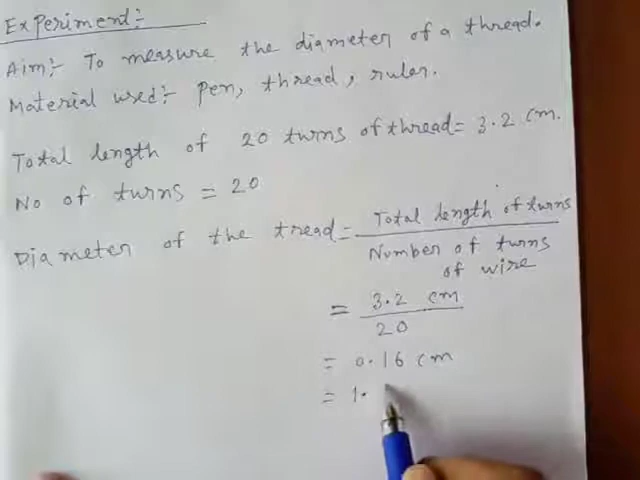 Experiment:-
Aim:- To measure the diameter of a thread.
Material used:- Pen, thread, ruler.
Total length of 20 turns of thread = 3.2 cm.
No of turns = 20
Diameter of the tread = Total length of turns
Number of turns
of wire
= 3.2 cm
20
= 0.16 cm
= 1.